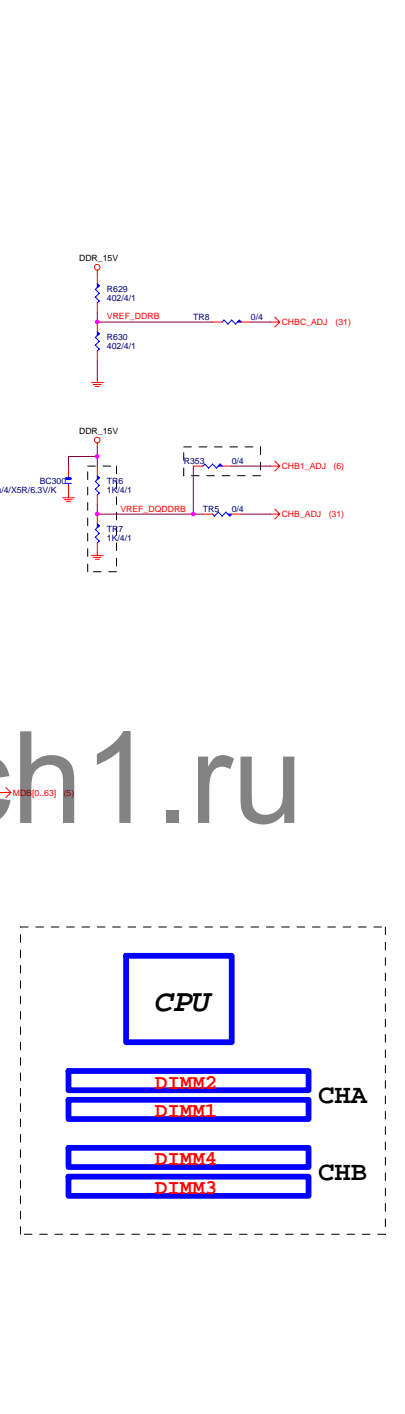 DDR_15V
R629
402/4/1
VREF_DDRB
TR8
0/4
CHBC_ADJ (31)
R630
402/4/1
DDR_15V
R353
0/4
CHB1_ADJ (6)
BC300
/4/X5R/6.3V/K
TR6
1K/4/1
VREF_DQDDRB
TR5
0/4
CHB_ADJ (31)
TR7
1K/4/1
ch1.ru
MDB[0..63] (5)
CPU
DIMM2
DIMM1
CHA
DIMM4
DIMM3
CHB